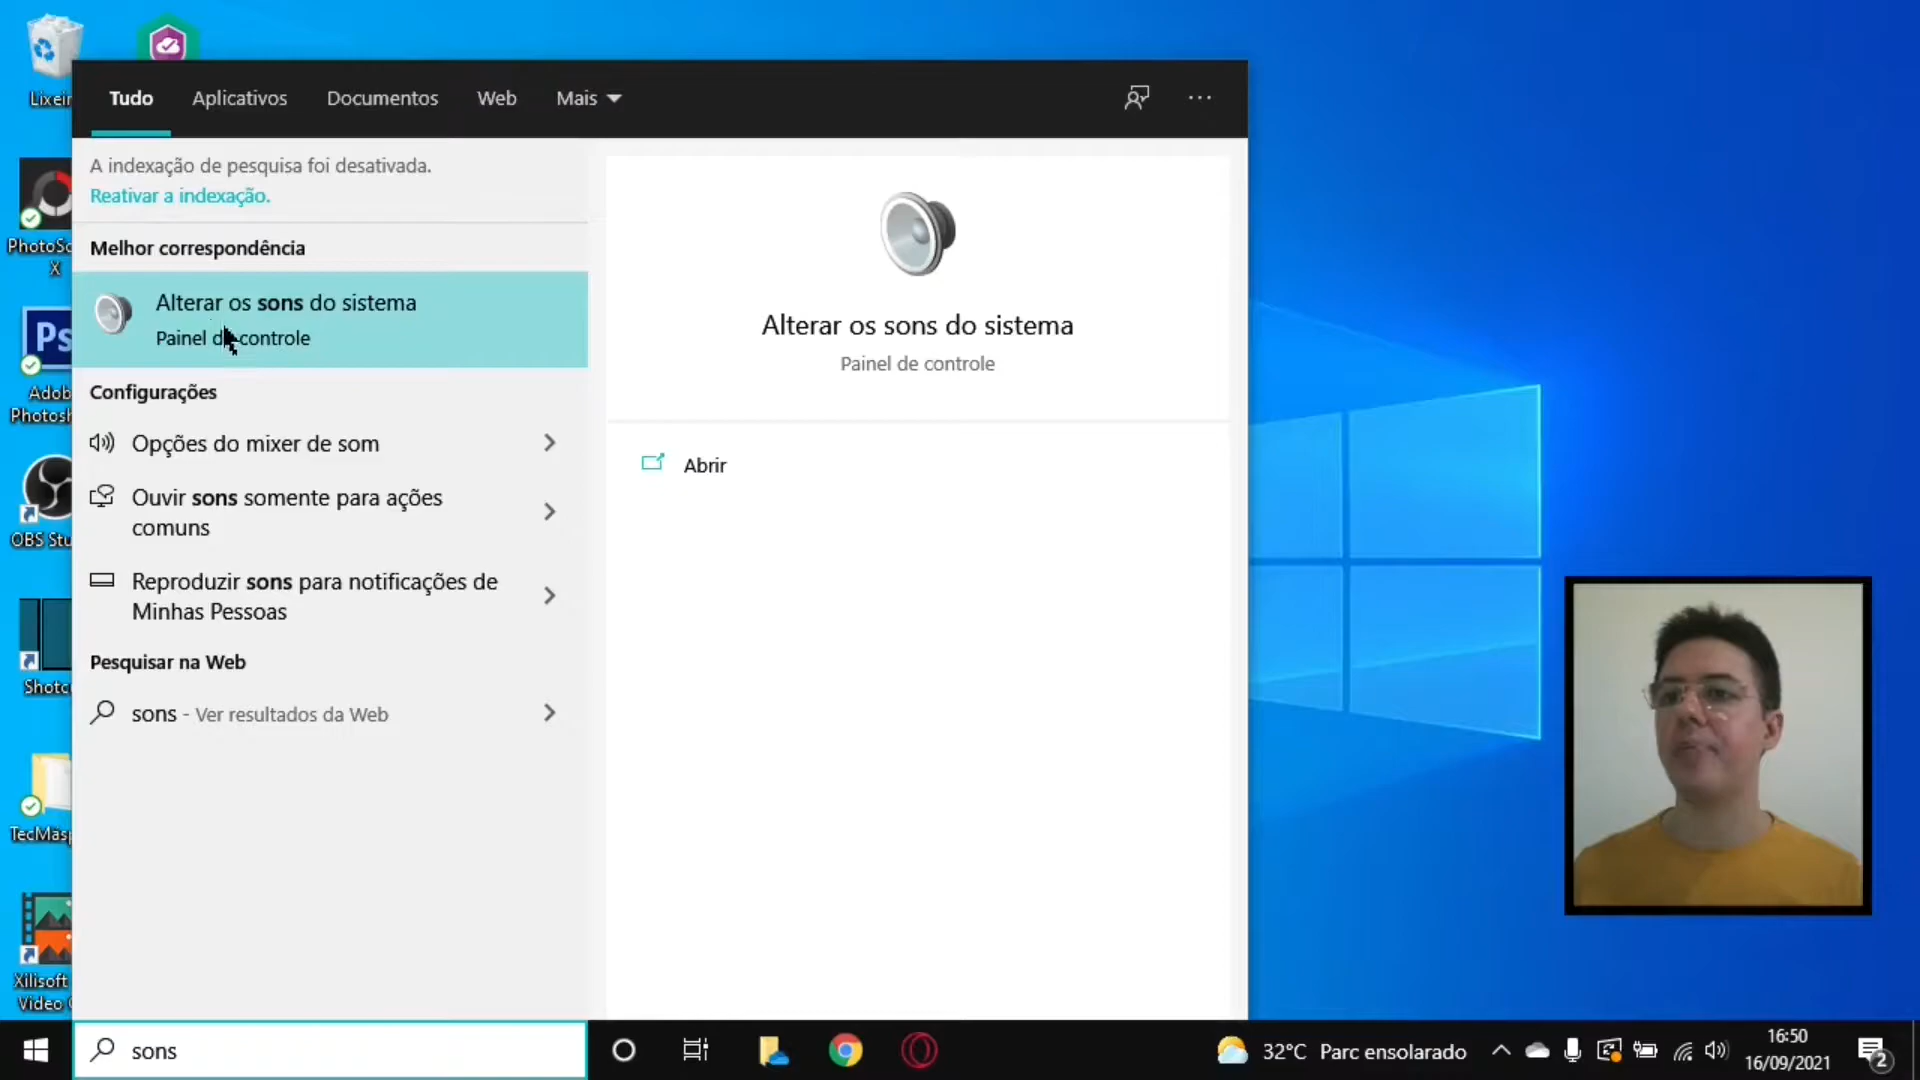 Tudo
Aplicativos
Documentos
Web
Mais
A indexação de pesquisa foi desativada.
Reativar a indexação.
Melhor correspondência
Alterar os sons do sistema
Painel de controle
Configurações
Opções do mixer de som
Ouvir sons somente para ações
comuns
Reproduzir sons para notificações de
Minhas Pessoas
Pesquisar na Web
sons - Ver resultados da Web
Alterar os sons do sistema
Painel de controle
Abrir
Lixeir
PhotoSc
X
Ps
Adob
Photosh
OBS Stu
Shotc
TecMasp
Xilisoft
Video C
sons
32°C Parc ensolarado
16:50
16/09/2021
2